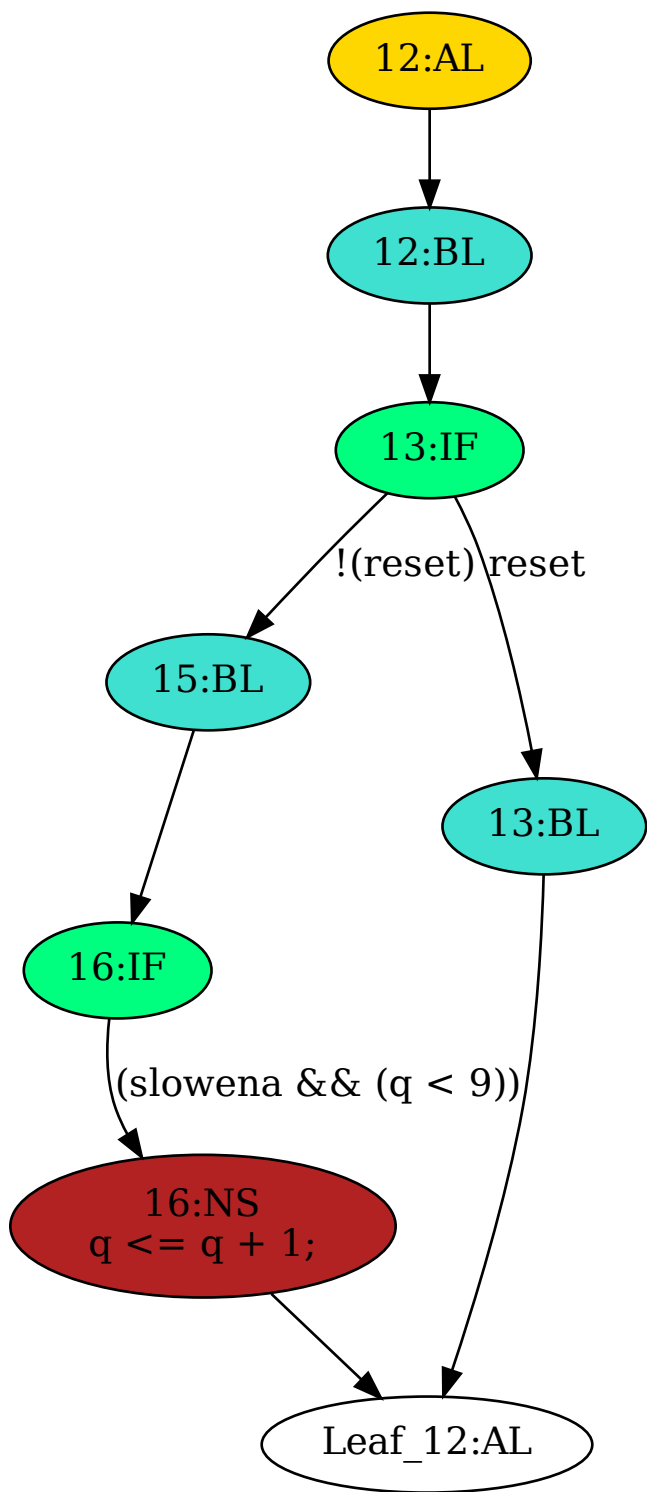 12:AL
12:BL
13:IF
!(reset)
reset
15:BL
13:BL
16:IF
(slowena && (q < 9))
16:NS
q <= q + 1;
Leaf_12:AL